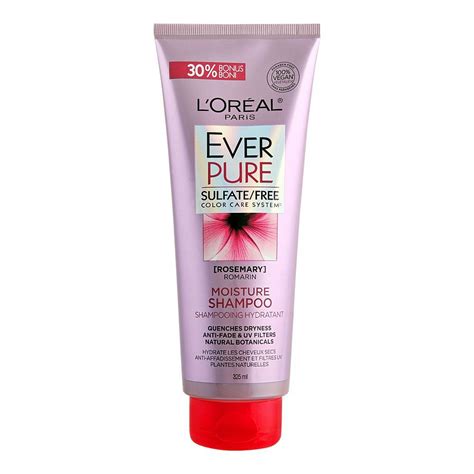 30% BONUS
BONI
100%
VEGAN
L'ORÉAL
PARIS
EVER
PURE
SULFATE/FREE
COLOR CARE SYSTEM
[ROSEMARY]
ROMARIN
MOISTURE
SHAMPOO
SHAMPOOING HYDRATANT
QUENCHES DRYNESS
ANTI-FADE & UV FILTERS
NATURAL BOTANICALS
HYDRATE LES CHEVEUX SECS
ANTI-AFFADISSEMENT ET FILTRES UV
PLANTES NATURELLES
325 ml